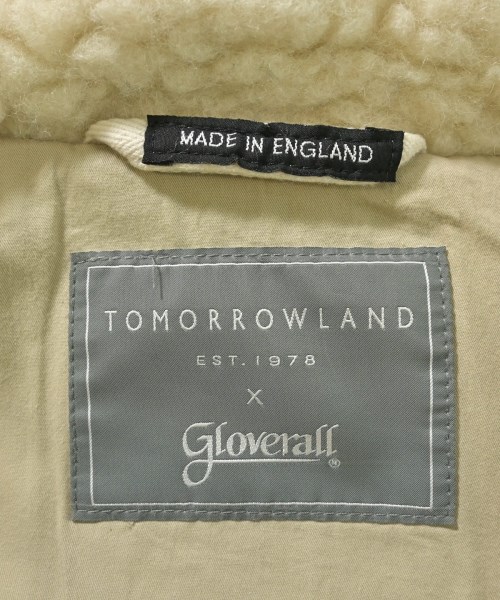 MADE IN ENGLAND
TOMORROWLAND
EST. 1978
X
Gloverall®